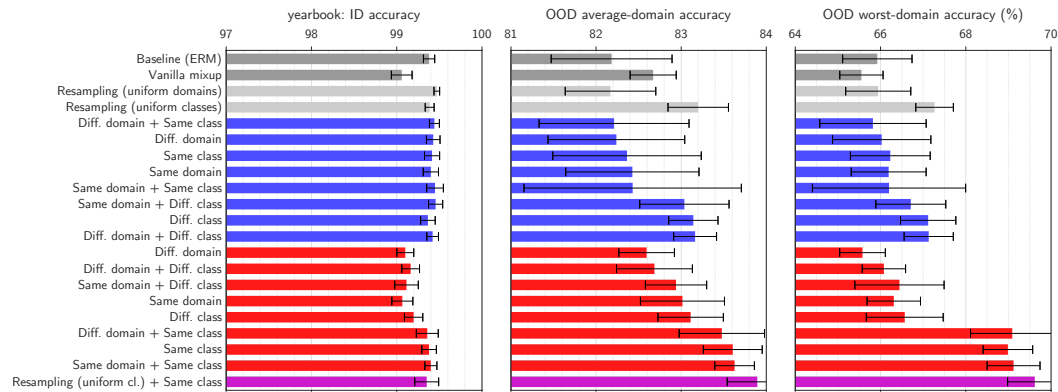 yearbook: ID accuracy
OOD average-domain accuracy
OOD worst-domain accuracy (%)
97 98 99 100
81 82 83 84
64 66 68 70
Baseline (ERM)
Vanilla mixup
Resampling (uniform domains)
Resampling (uniform classes)
Diff. domain + Same class
Diff. domain
Same class
Same domain
Same domain + Same class
Same domain + Diff. class
Diff. class
Diff. domain + Diff. class
Diff. domain
Diff. domain + Diff. class
Same domain + Diff. class
Same domain
Diff. class
Diff. domain + Same class
Same class
Same domain + Same class
Resampling (uniform cl.) + Same class